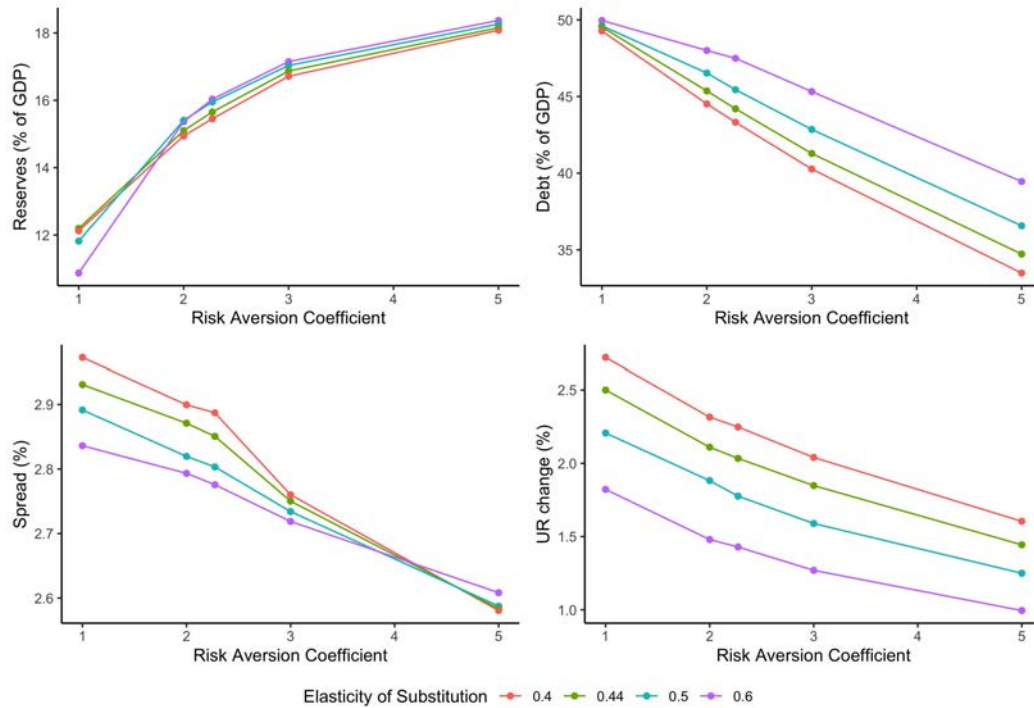 18
16
14
12
Reserves (% of GDP)
1 2 3 4 5
Risk Aversion Coefficient
50
45
40
35
Debt (% of GDP)
1 2 3 4 5
Risk Aversion Coefficient
2.9
2.8
2.7
2.6
Spread (%)
1 2 3 4 5
Risk Aversion Coefficient
2.5
2.0
1.5
1.0
UR change (%)
1 2 3 4 5
Risk Aversion Coefficient
Elasticity of Substitution 0.4 0.44 0.5 0.6